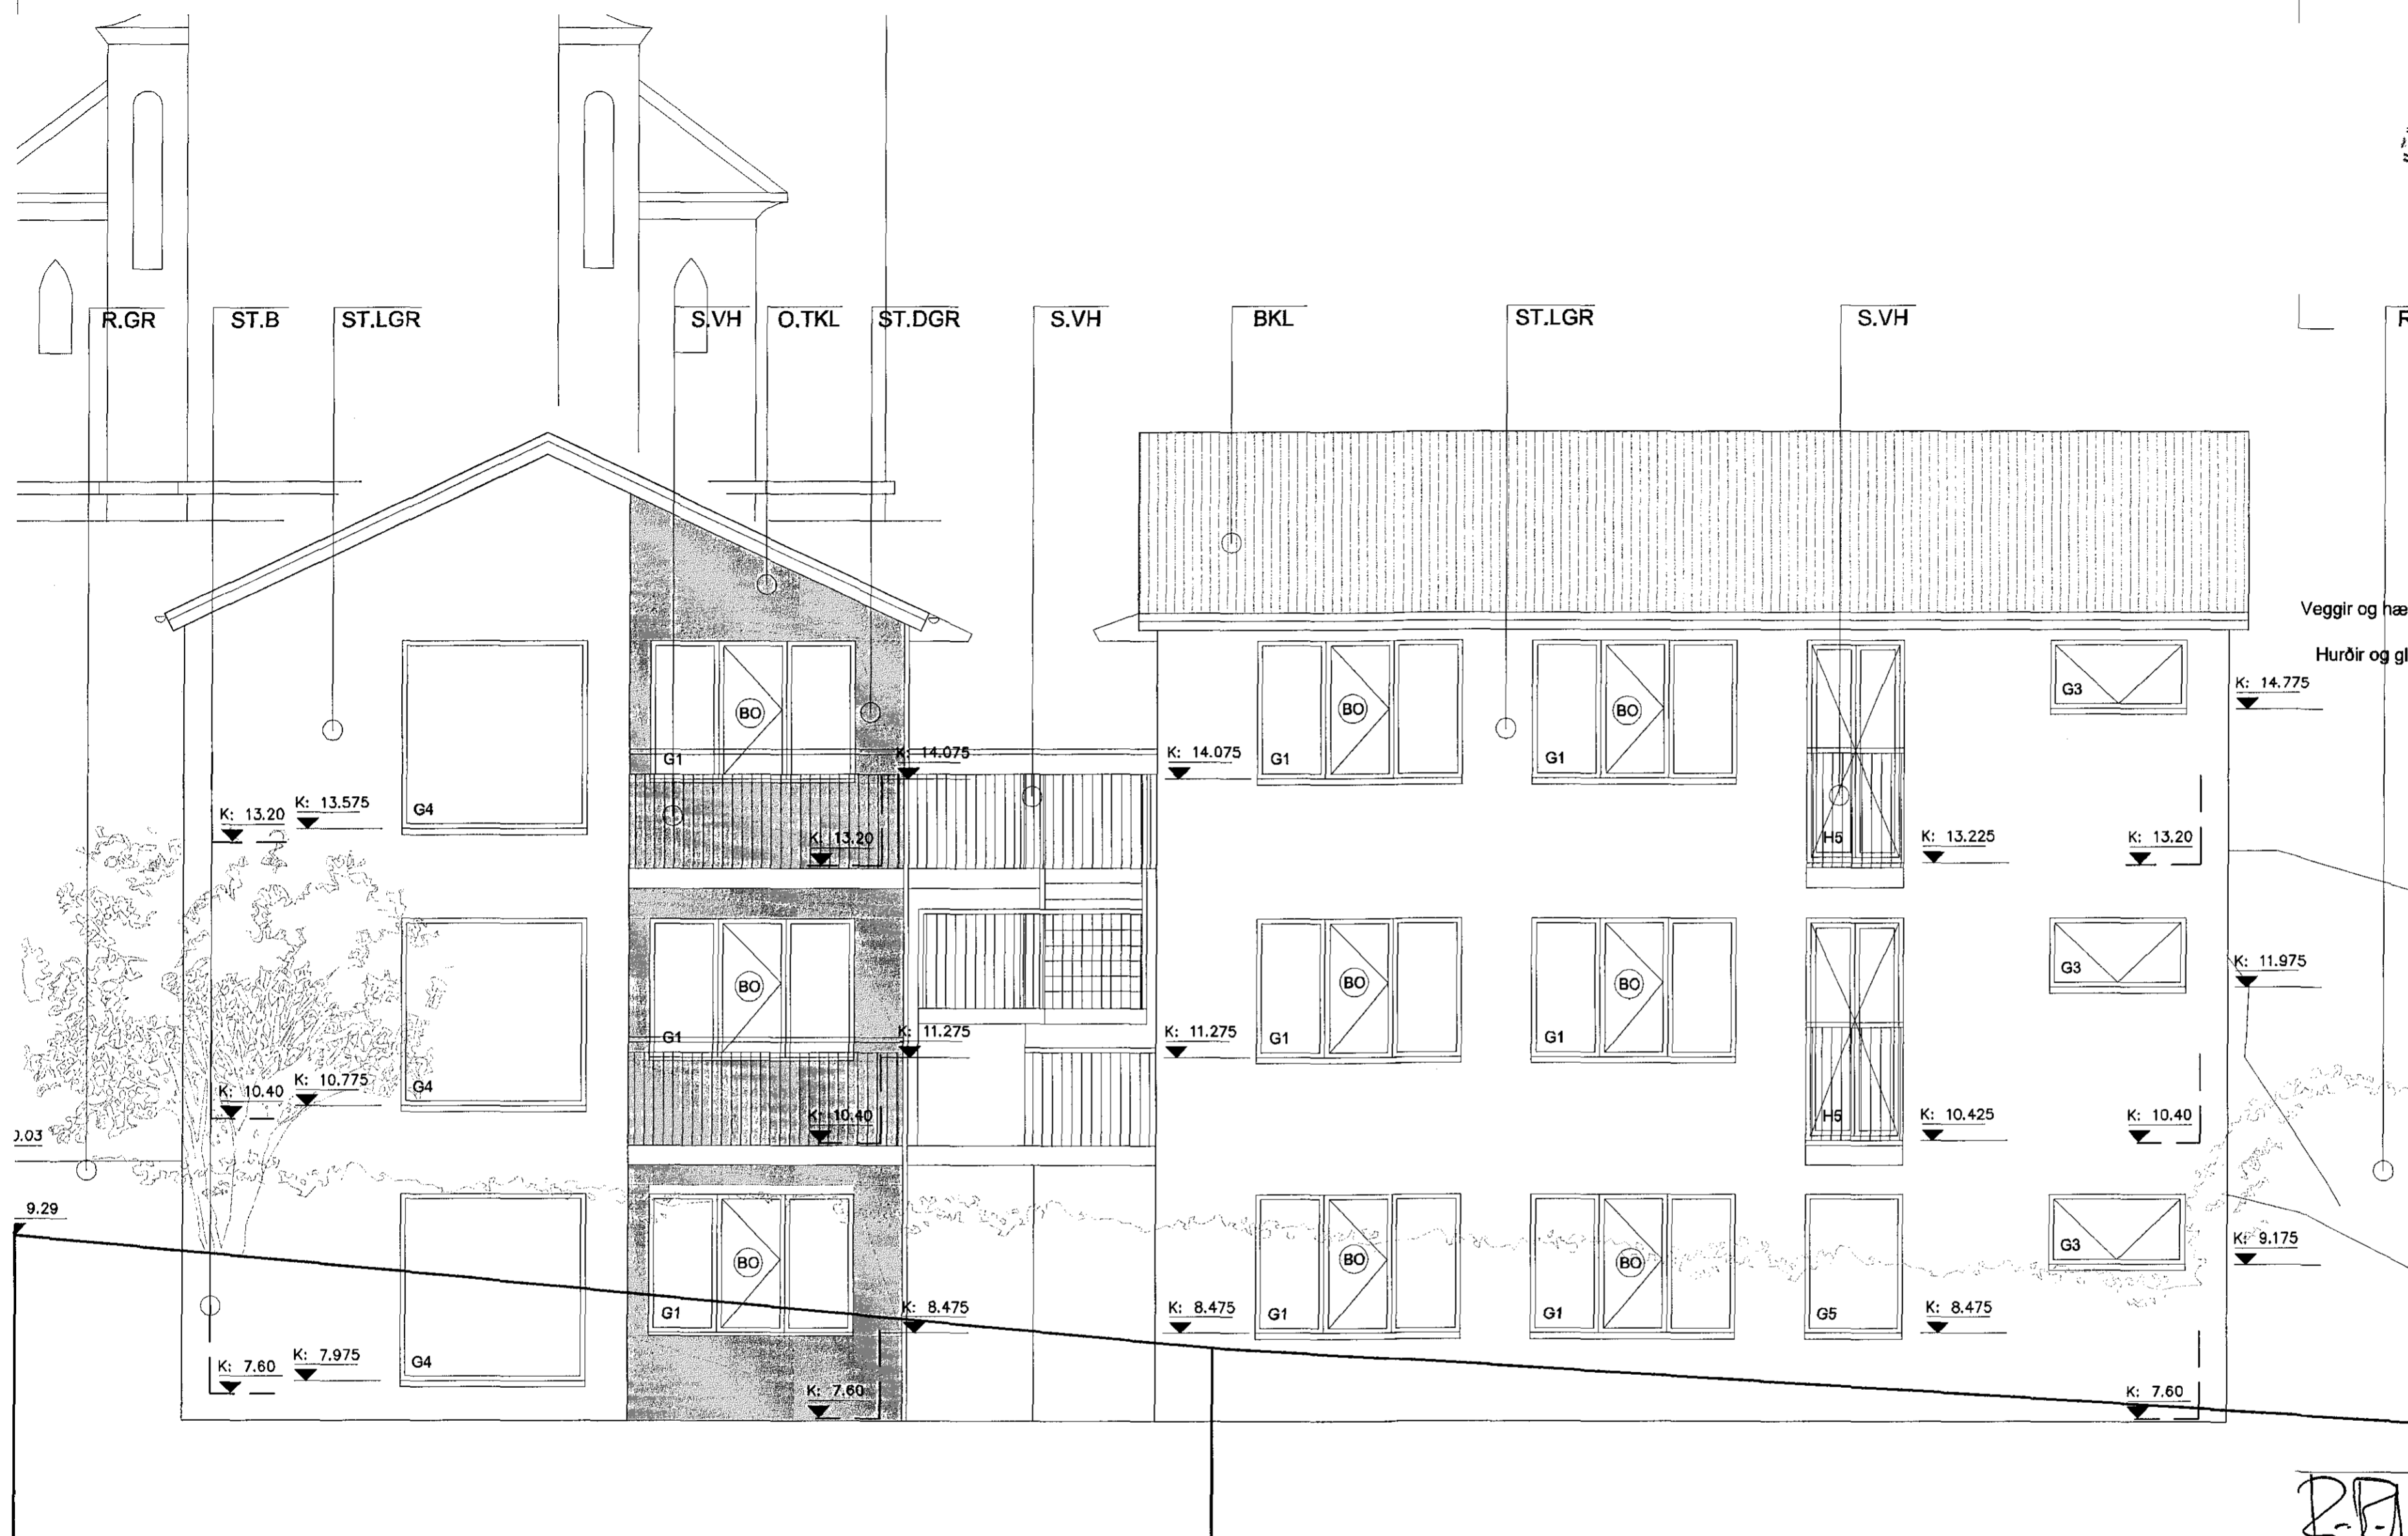 R.GR ST.B ST.LGR S.VH O.TKL ST.DGR S.VH BKL ST.LGR S.VH
Veggir og
Hurðir og
BO BO BO
G1 G1 G1 G3
K: 14.775
K: 14.075 K: 14.075
G4
K: 13.20 K: 13.575
K: 13.20
H5
K: 13.225 K: 13.20
BO BO BO
G1 G1 G1 G3
K: 11.975
K: 11.275 K: 11.275
G4
K: 10.40 K: 10.775
K: 10.40
H5
K: 10.425 K: 10.40
9.29
BO BO BO
G1 G1 G1 G5 G3
K: 9.175
K: 8.475 K: 8.475 K: 8.475
G4
K: 7.60 K: 7.975
K: 7.60 K: 7.60